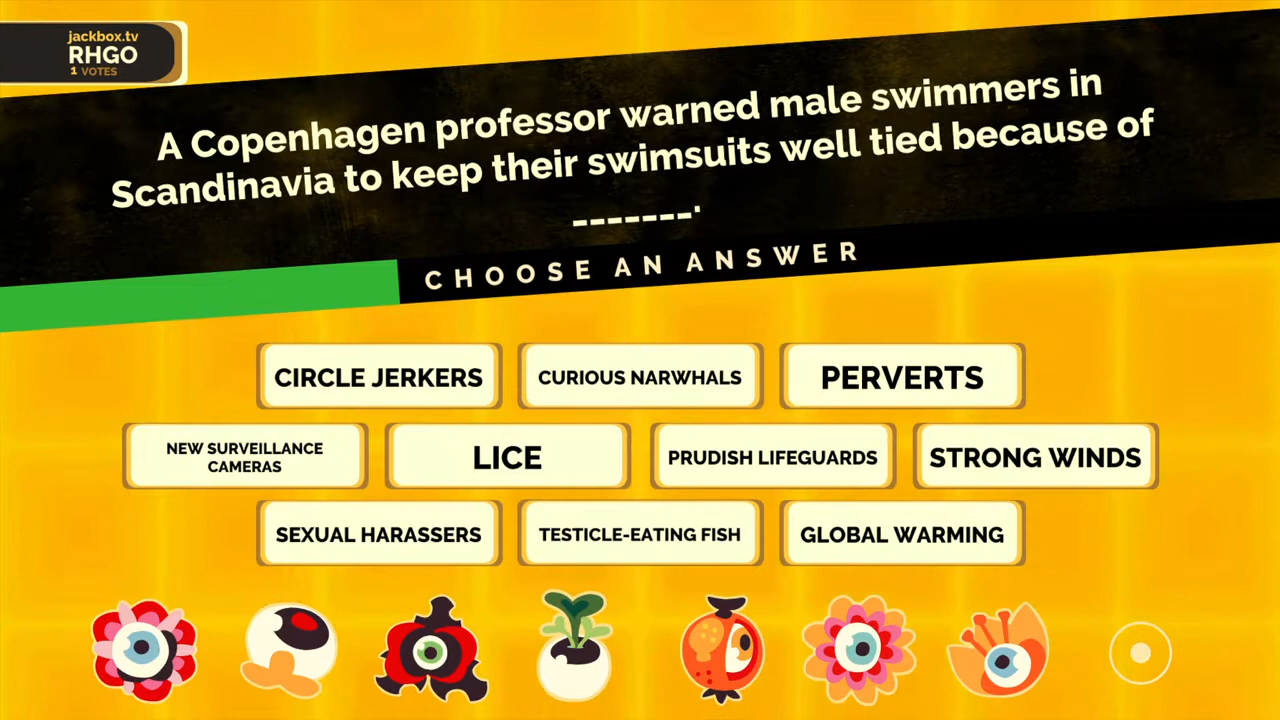 jackbox.tv
RHGO
1 VOTES
A Copenhagen professor warned male swimmers in
Scandinavia to keep their swimsuits well tied because of
_______.
CHOOSE AN ANSWER
CIRCLE JERKERS
CURIOUS NARWHALS
PERVERTS
NEW SURVEILLANCE
CAMERAS
LICE
PRUDISH LIFEGUARDS
STRONG WINDS
SEXUAL HARASSERS
TESTICLE-EATING FISH
GLOBAL WARMING